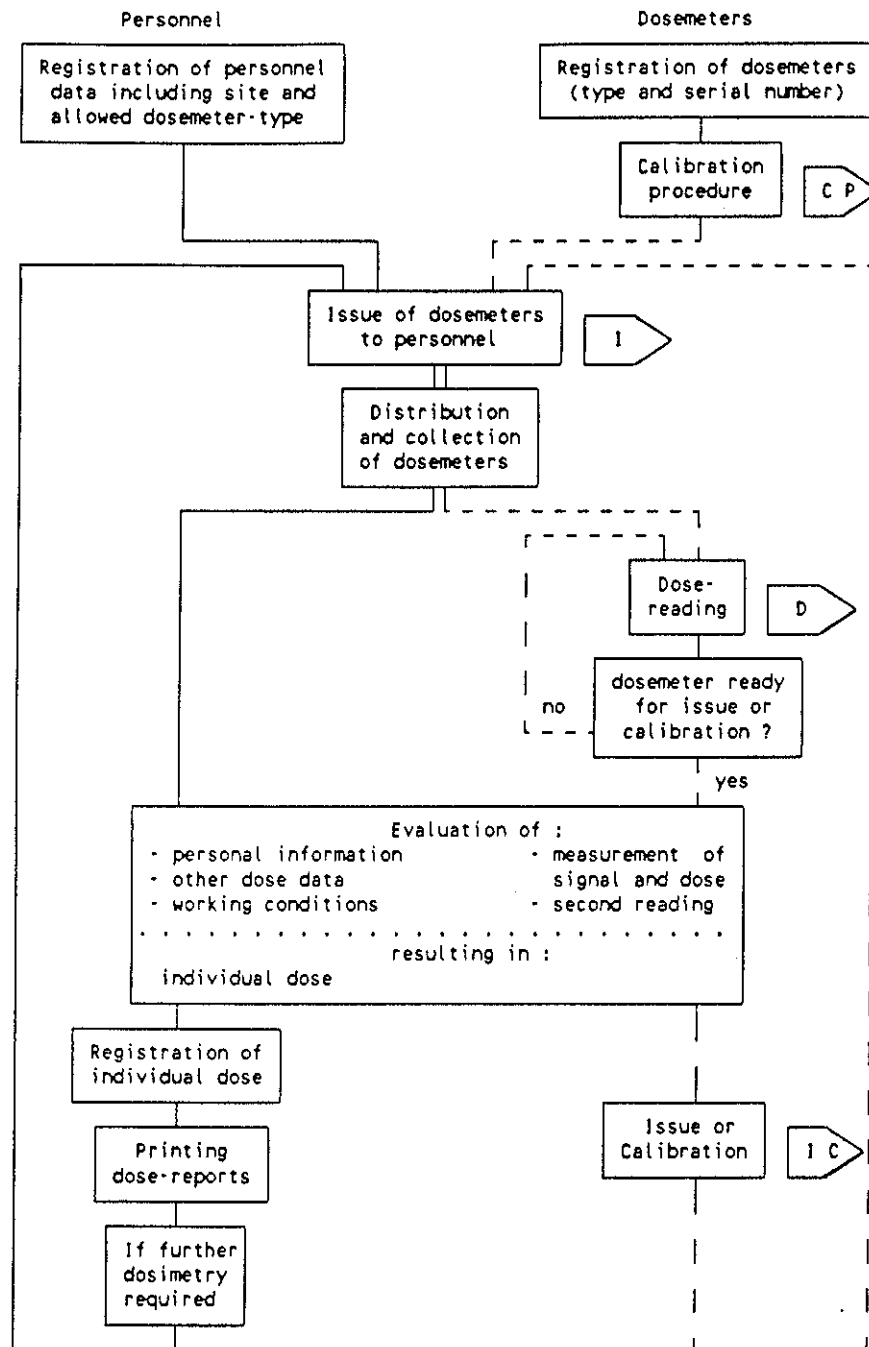 Personnel
Dosemeters
Registration of personnel
data including site and
allowed dosemeter-type
Registration of dosemeters
(type and serial number)
Calibration
procedure
C P
Issue of dosemeters
to personnel
I
Distribution
and collection
of dosemeters
Dose-
reading
D
dosemeter ready
for issue or
calibration ?
no
yes
Evaluation of :
- personal information
- other dose data
- working conditions
- measurement of
signal and dose
- second reading
resulting in :
individual dose
Registration of
individual dose
Printing
dose-reports
If further
dosimetry
required
Issue or
Calibration
I C